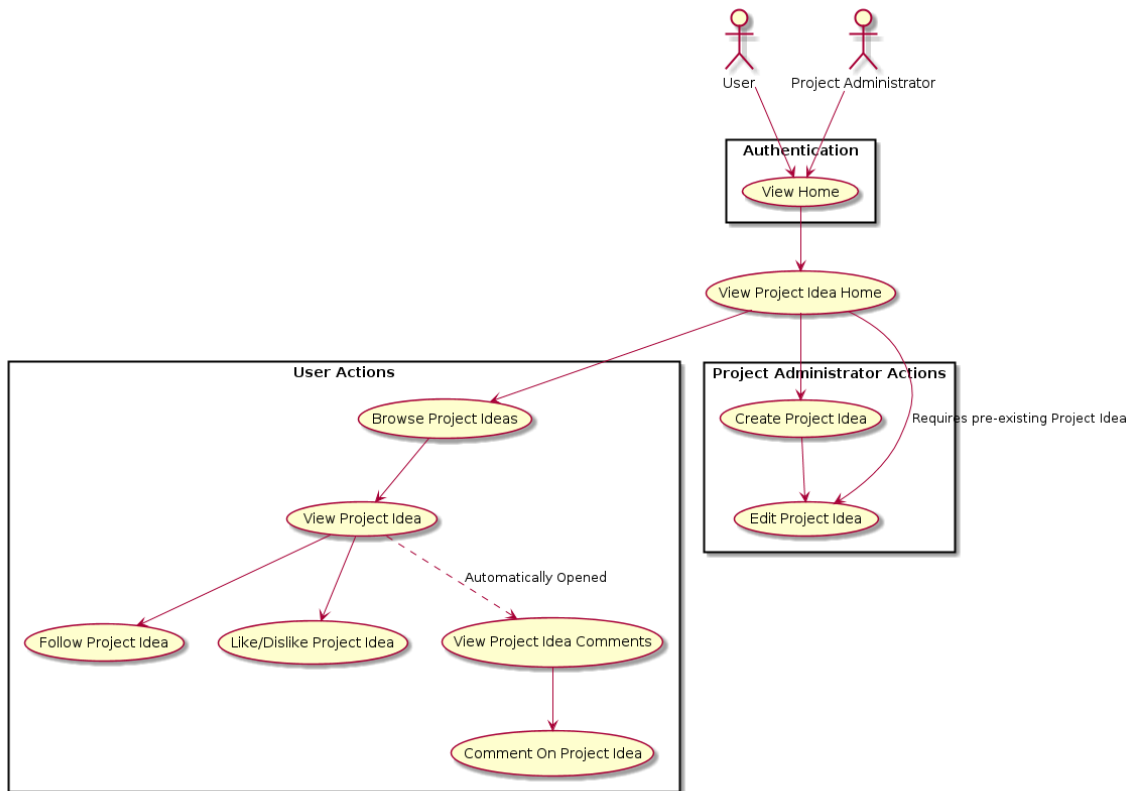 User
Project Administrator
Authentication
View Home
View Project Idea Home
User Actions
Project Administrator Actions
Browse Project Ideas
Create Project Idea
Requires pre-existing Project Idea
View Project Idea
Edit Project Idea
Automatically Opened
Follow Project Idea
Like/Dislike Project Idea
View Project Idea Comments
Comment On Project Idea